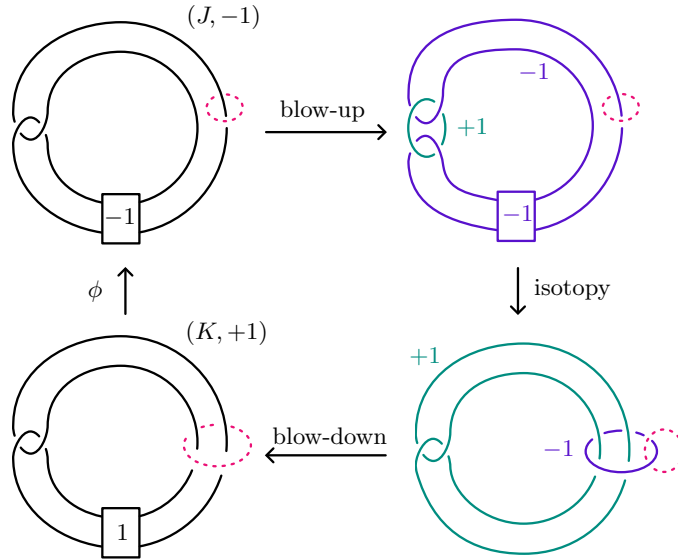 (J, −1)
−1
blow-up
+1
−1
−1
ϕ
isotopy
(K, +1)
+1
1
blow-down
−1